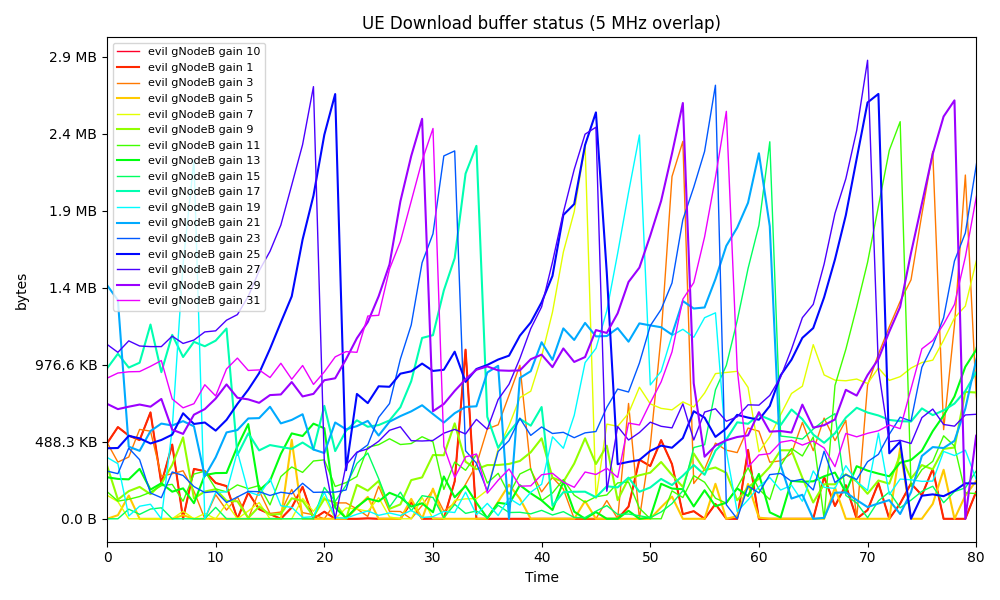 UE Download buffer status (5 MHz overlap)
2.9 MB
2.4 MB
1.9 MB
1.4 MB
976.6 KB
488.3 KB
0.0 B
bytes
evil gNodeB gain 10
evil gNodeB gain 1
evil gNodeB gain 3
evil gNodeB gain 5
evil gNodeB gain 7
evil gNodeB gain 9
evil gNodeB gain 11
evil gNodeB gain 13
evil gNodeB gain 15
evil gNodeB gain 17
evil gNodeB gain 19
evil gNodeB gain 21
evil gNodeB gain 23
evil gNodeB gain 25
evil gNodeB gain 27
evil gNodeB gain 29
evil gNodeB gain 31
0 10 20 30 40 50 60 70 80
Time